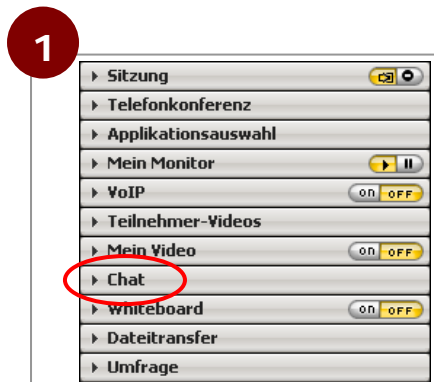 1
Sitzung
Telefonkonferenz
Applikationsauswahl
Mein Monitor
VoIP on OFF
Teilnehmer-Videos
Mein Video on OFF
Chat
Whiteboard on OFF
Dateitransfer
Umfrage